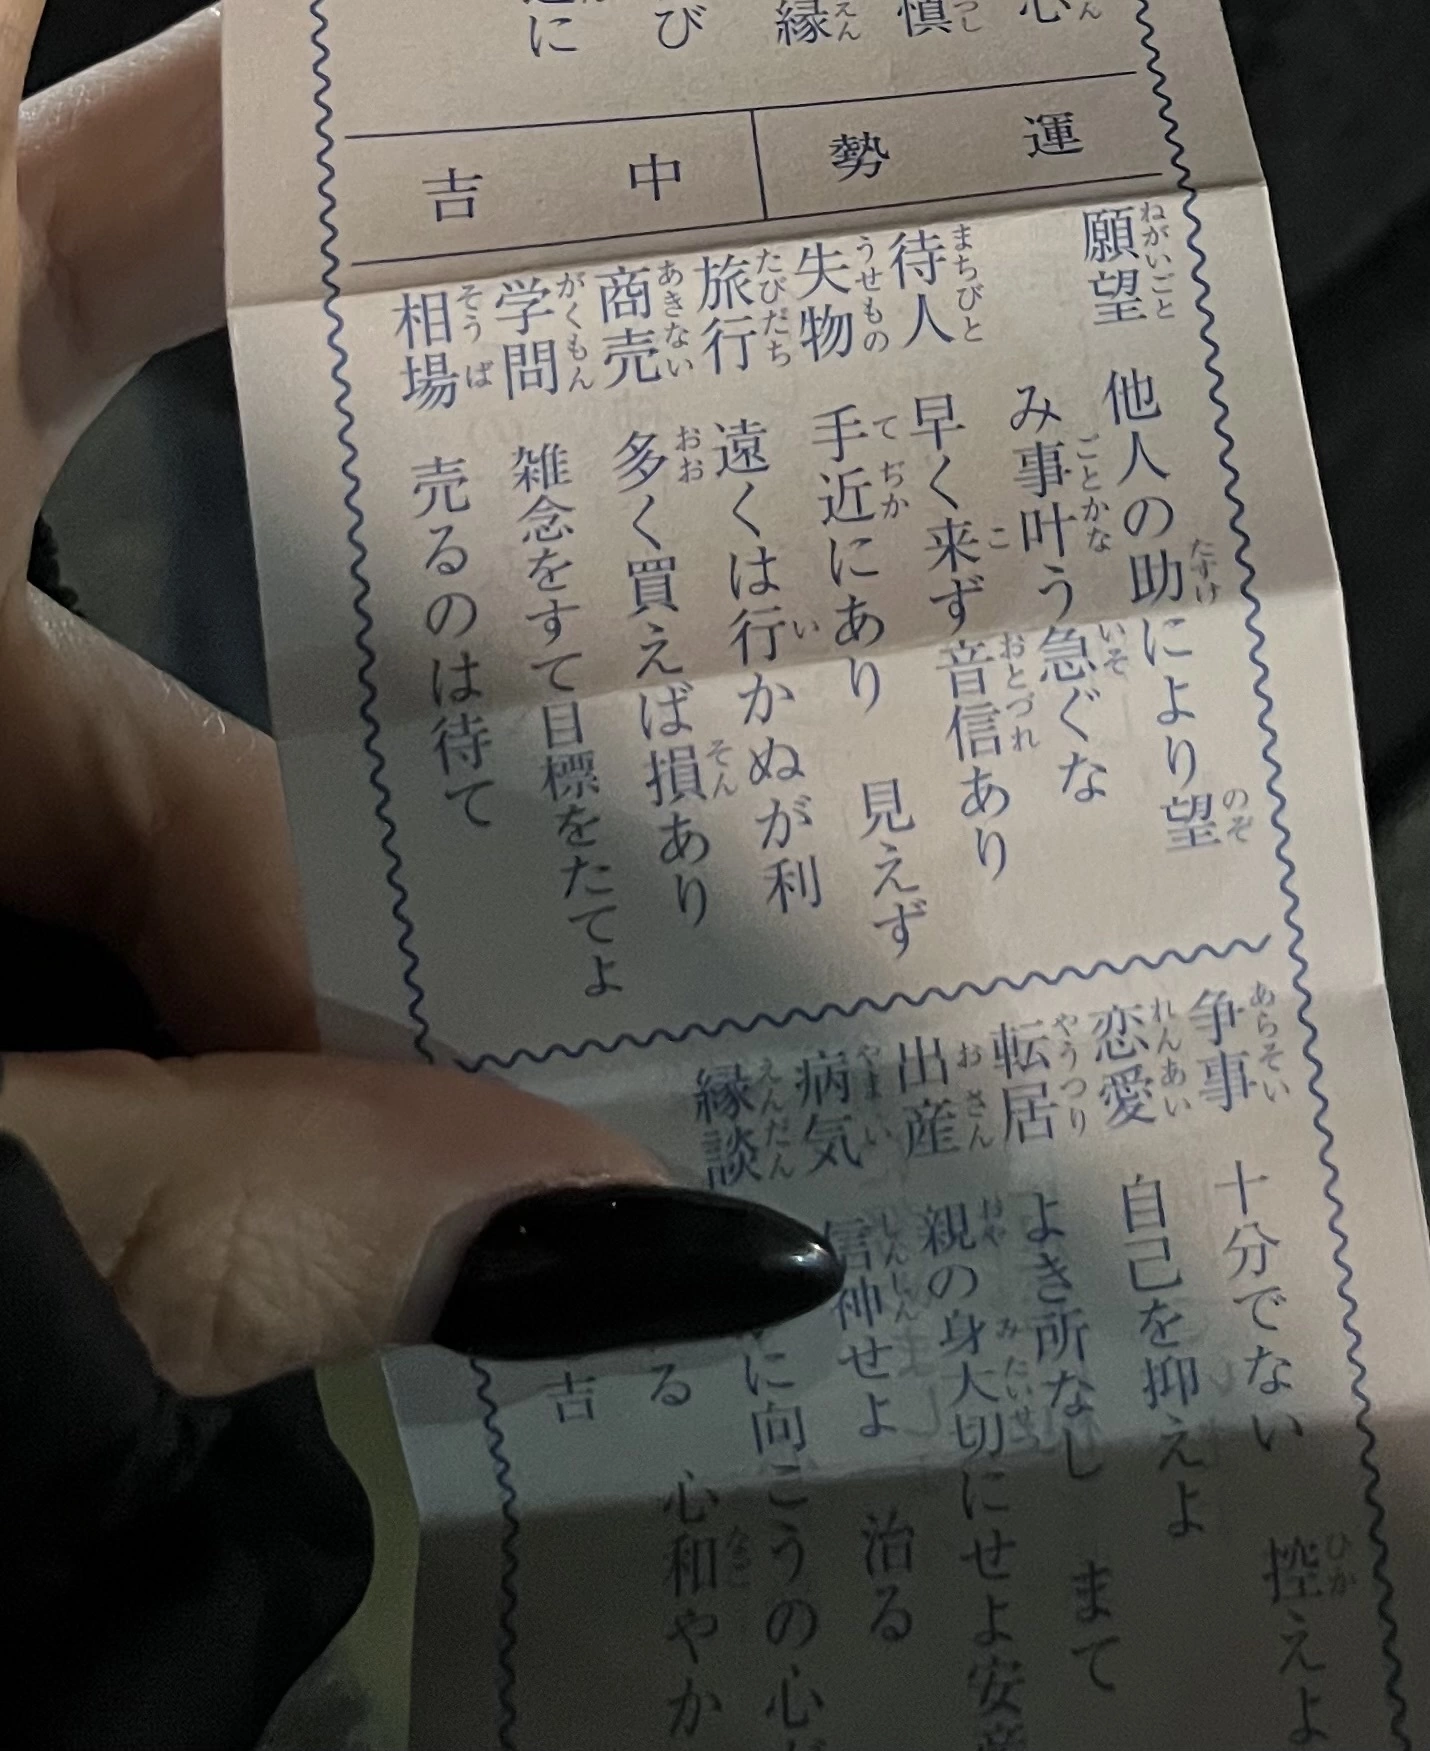 心
慎
縁
び
に
運勢 中吉
願望 他人の助により望
み事叶う急ぐな
待人 早く来ず音信あり
失物 手近にあり 見えず
旅行 遠くは行かぬが利
商売 多く買えば損あり
学問 雑念をすて目標をたてよ
相場 売るのは待て
争事 十分でない 控えよ
恋愛 自己を抑えよ
転居 よき所なし まて
出産 親の身大切にせよ安産
病気 信神せよ 治る
縁談 に向こうの心
る 心和やか
吉